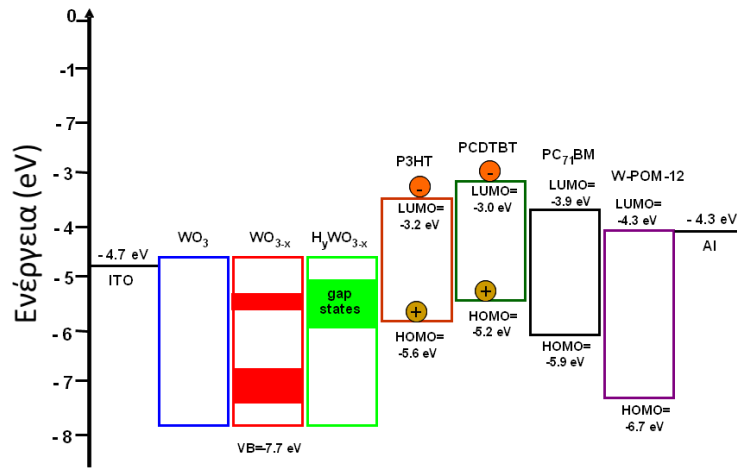 0
-1
-7
-3
-4
-5
-6
-7
-8
Ενέργεια (eV)
-4.7 eV
ITO
WO3
WO3-x
HyWO3-x
gap
states
VB=-7.7 eV
P3HT
-
LUMO=
-3.2 eV
+
HOMO=
-5.6 eV
PCDTBT
-
LUMO=
-3.0 eV
+
HOMO=
-5.2 eV
PC71BM
LUMO=
-3.9 eV
HOMO=
-5.9 eV
W-POM-12
LUMO=
-4.3 eV
HOMO=
-6.7 eV
-4.3 eV
Al